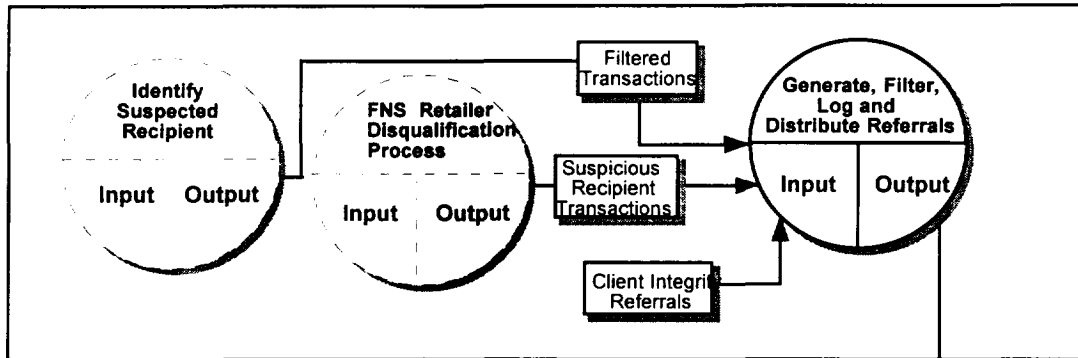 Identify
Suspected
Recipient
Input Output
FNS Retailer
Disqualification
Process
Input Output
Filtered
Transactions
Suspicious
Recipient
Transactions
Client Integrit
Referrals
Generate, Filter,
Log and
Distribute Referrals
Input Output